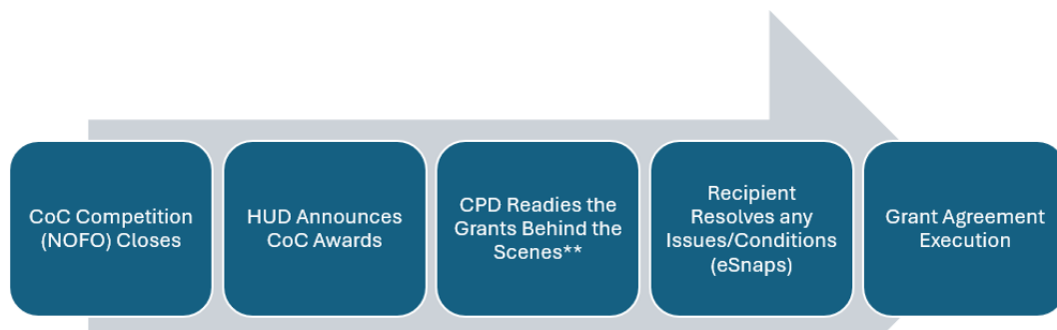 CoC Competition
(NOFO) Closes
HUD Announces
CoC Awards
CPD Readies the
Grants Behind the
Scenes**
Recipient
Resolves any
Issues/Conditions
(eSnaps)
Grant Agreement
Execution